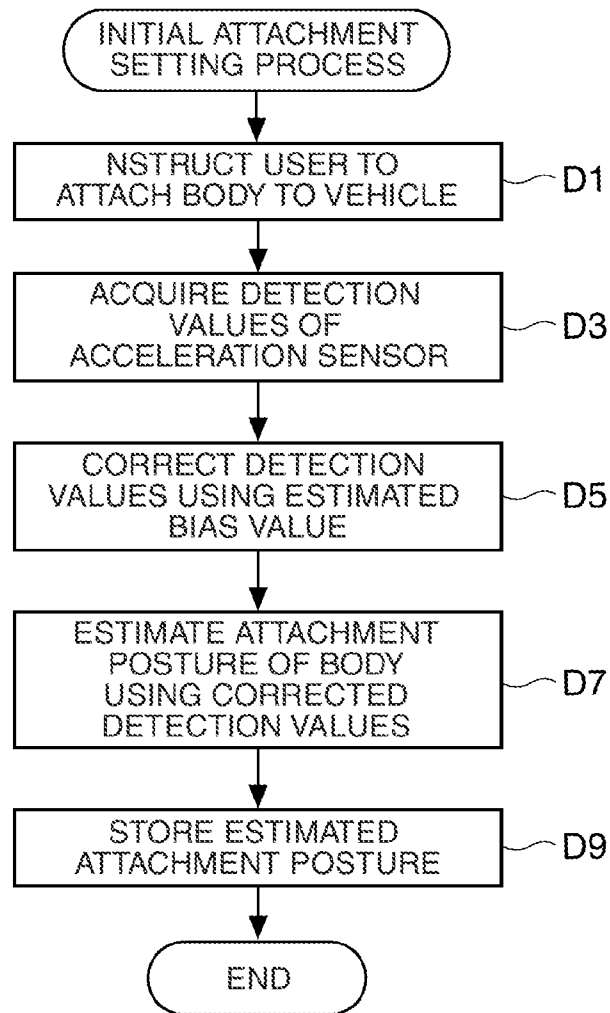 INITIAL ATTACHMENT
SETTING PROCESS
NSTRUCT USER TO
ATTACH BODY TO VEHICLE
D1
ACQUIRE DETECTION
VALUES OF
ACCELERATION SENSOR
D3
CORRECT DETECTION
VALUES USING ESTIMATED
BIAS VALUE
D5
ESTIMATE ATTACHMENT
POSTURE OF BODY
USING CORRECTED
DETECTION VALUES
D7
STORE ESTIMATED
ATTACHMENT POSTURE
D9
END